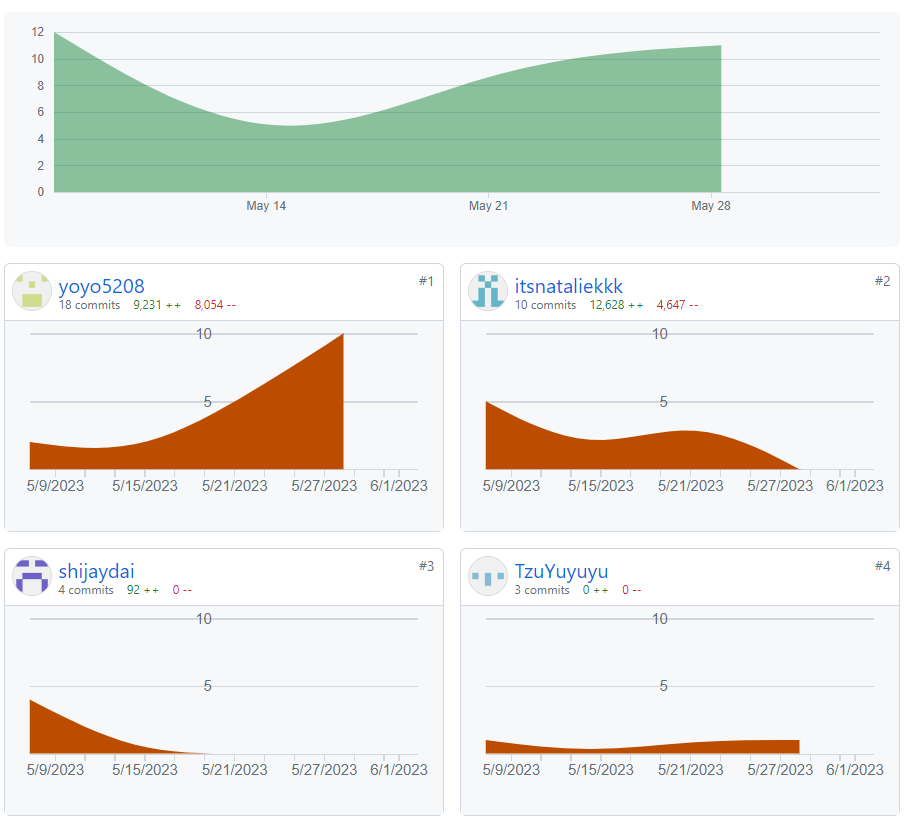 12
10
8
6
4
2
0
May 14 May 21 May 28
yoyo5208 #1
18 commits 9,231 ++ 8,054 --
10
5
5/9/2023 5/15/2023 5/21/2023 5/27/2023 6/1/2023
itsnataliekkk #2
10 commits 12,628 ++ 4,647 --
10
5
5/9/2023 5/15/2023 5/21/2023 5/27/2023 6/1/2023
shijaydai #3
4 commits 92 ++ 0 --
10
5
5/9/2023 5/15/2023 5/21/2023 5/27/2023 6/1/2023
TzuYuyuyu #4
3 commits 0 ++ 0 --
10
5
5/9/2023 5/15/2023 5/21/2023 5/27/2023 6/1/2023